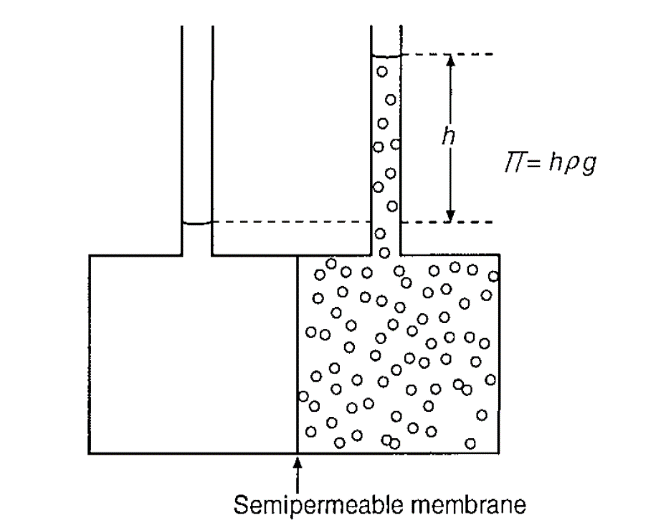 h
Π = hρg
Semipermeable membrane